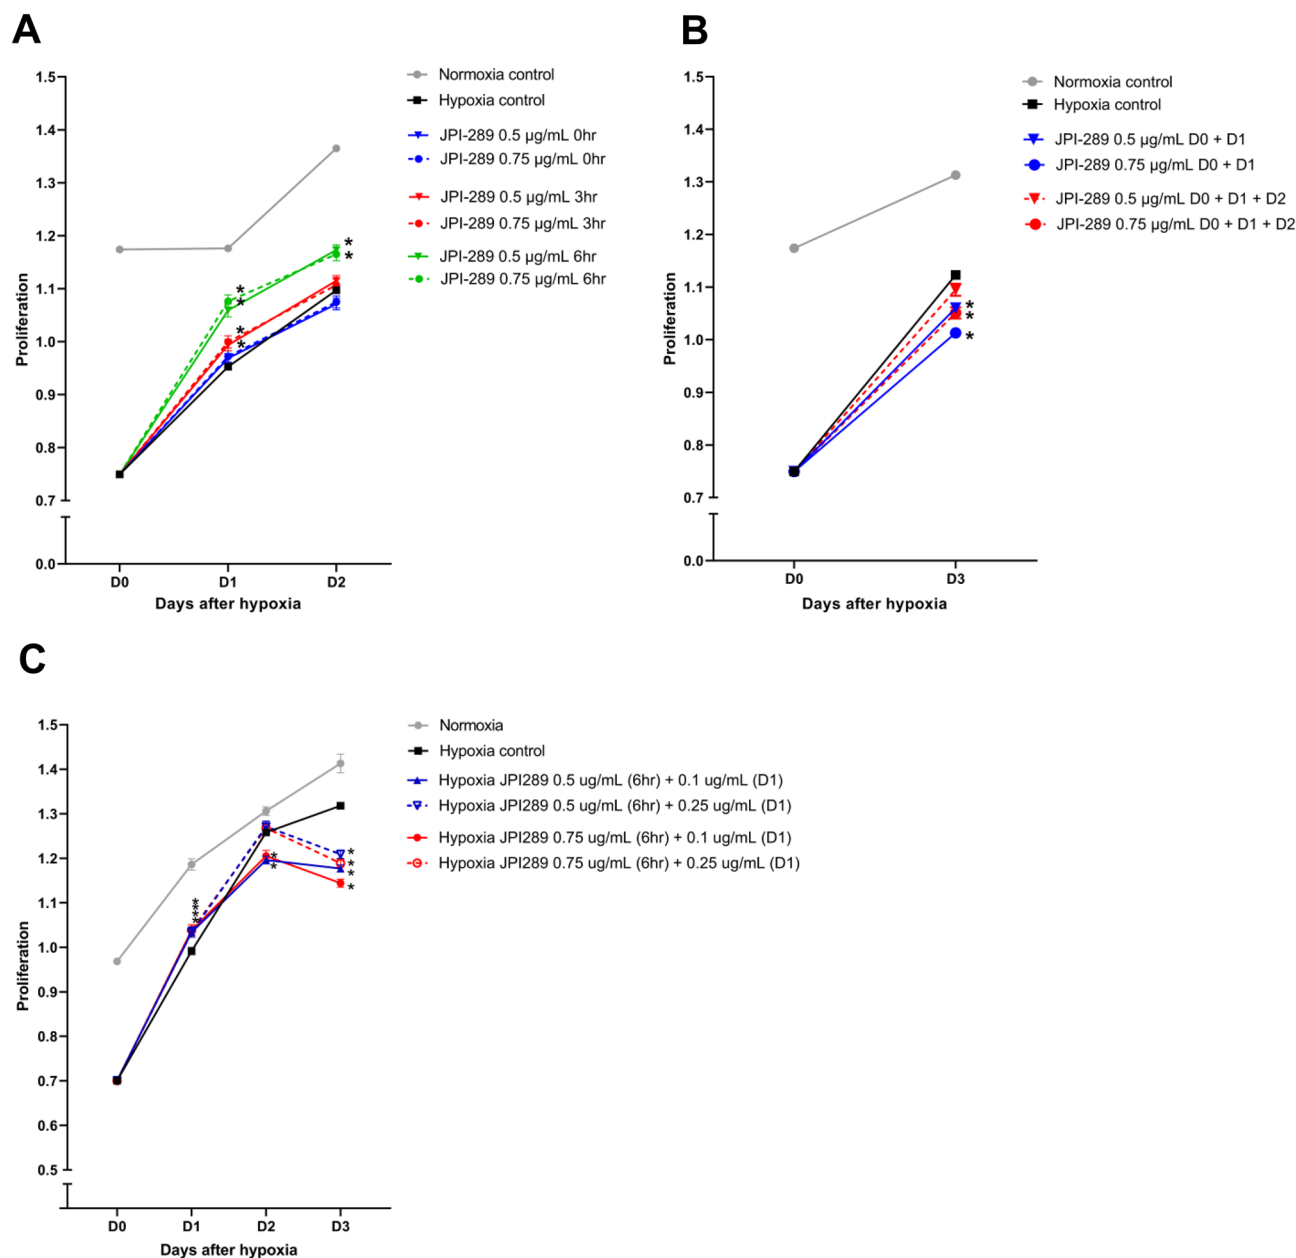 A
1.5
1.4
1.3
1.2
1.1
1.0
0.9
0.8
0.7
0.0
Proliferation
D0 D1 D2
Days after hypoxia
Normoxia control
Hypoxia control
JPI-289 0.5 µg/mL 0hr
JPI-289 0.75 µg/mL 0hr
JPI-289 0.5 µg/mL 3hr
JPI-289 0.75 µg/mL 3hr
JPI-289 0.5 µg/mL 6hr
JPI-289 0.75 µg/mL 6hr
*
*
*
*
*
*
B
1.5
1.4
1.3
1.2
1.1
1.0
0.9
0.8
0.7
0.0
Proliferation
D0 D3
Days after hypoxia
Normoxia control
Hypoxia control
JPI-289 0.5 µg/mL D0 + D1
JPI-289 0.75 µg/mL D0 + D1
JPI-289 0.5 µg/mL D0 + D1 + D2
JPI-289 0.75 µg/mL D0 + D1 + D2
*
*
*
C
1.5
1.4
1.3
1.2
1.1
1.0
0.9
0.8
0.7
0.6
0.5
Proliferation
D0 D1 D2 D3
Days after hypoxia
Normoxia
Hypoxia control
Hypoxia JPI289 0.5 ug/mL (6hr) + 0.1 ug/mL (D1)
Hypoxia JPI289 0.5 ug/mL (6hr) + 0.25 ug/mL (D1)
Hypoxia JPI289 0.75 ug/mL (6hr) + 0.1 ug/mL (D1)
Hypoxia JPI289 0.75 ug/mL (6hr) + 0.25 ug/mL (D1)
*
*
*
*
*
*
*
*
*
*